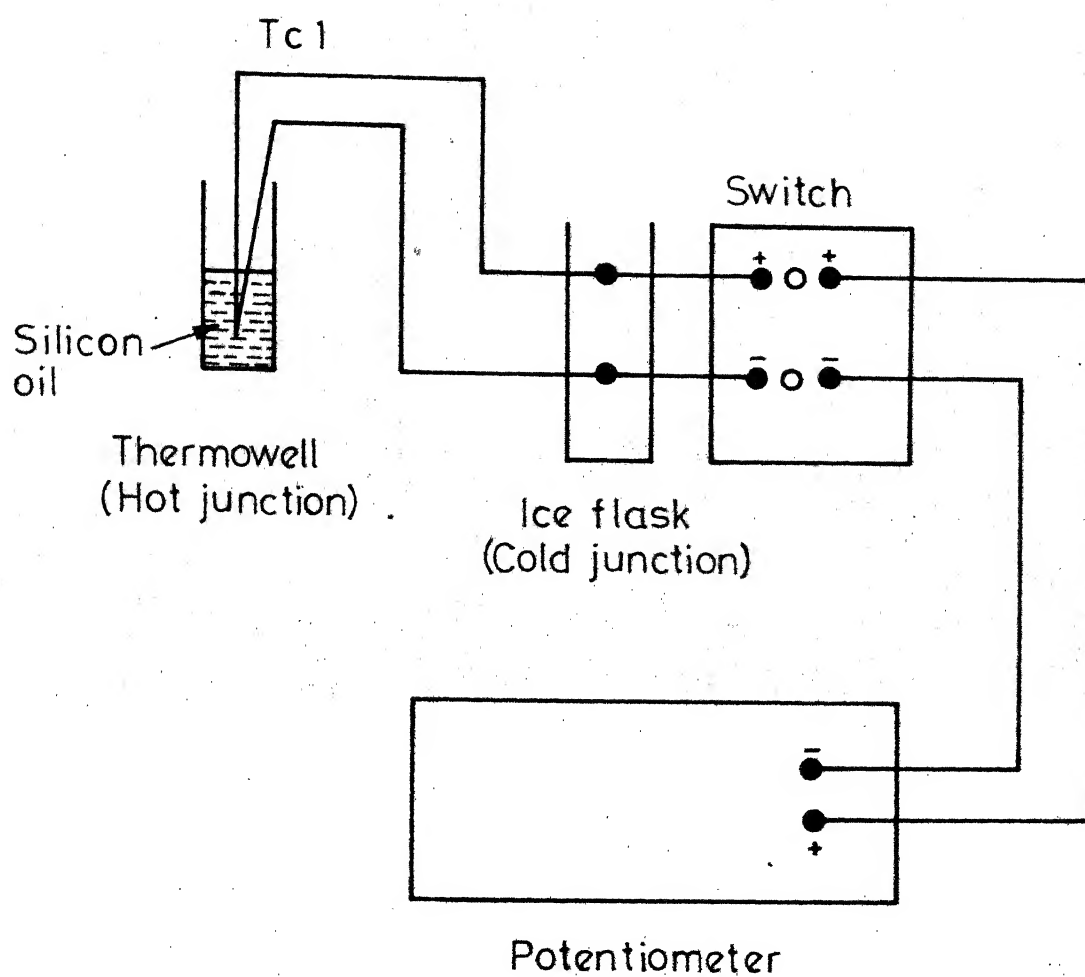 Tc 1
Switch
+ +
− −
Silicon
oil
Thermowell
(Hot junction) .
Ice flask
(Cold junction)
−
+
Potentiometer